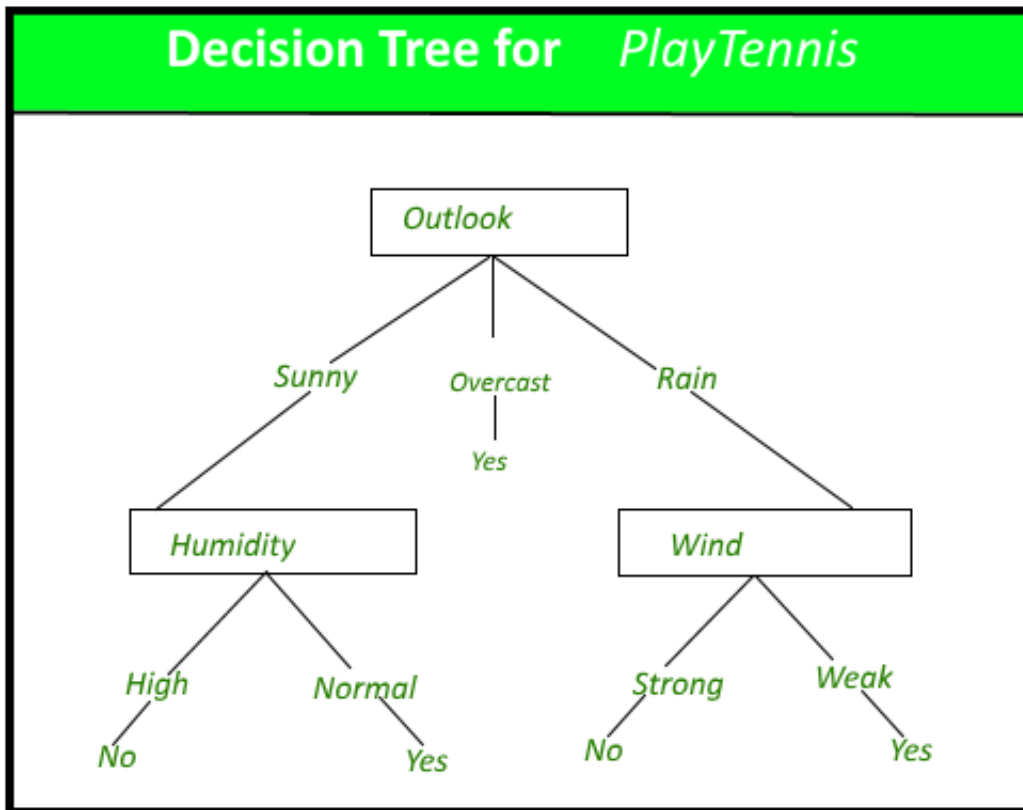 Decision Tree for PlayTennis
Outlook
Sunny Overcast Rain
Yes
Humidity Wind
High Normal Strong Weak
No Yes No Yes